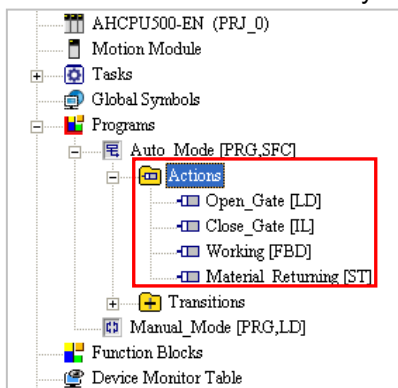 AHCPU500-EN (PRJ_0)
Motion Module
Tasks
Global Symbols
Programs
Auto_Mode [PRG,SFC]
Actions
Open_Gate [LD]
Close_Gate [IL]
Working [FBD]
Material_Returning [ST]
Transitions
Manual_Mode [PRG,LD]
Function Blocks
Device Monitor Table